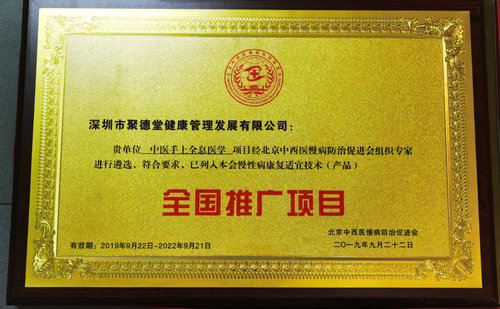 深圳市聚德堂健康管理发展有限公司：
贵单位 中医手上全息医学 项目经北京中西医慢病防治促进会组织专家
进行遴选，符合要求，已列入本会慢性病康复适宜技术（产品）
全国推广项目
北京中西医慢病防治促进会
有效期：2019年9月22日-2022年9月21日
二〇一九年九月二十二日